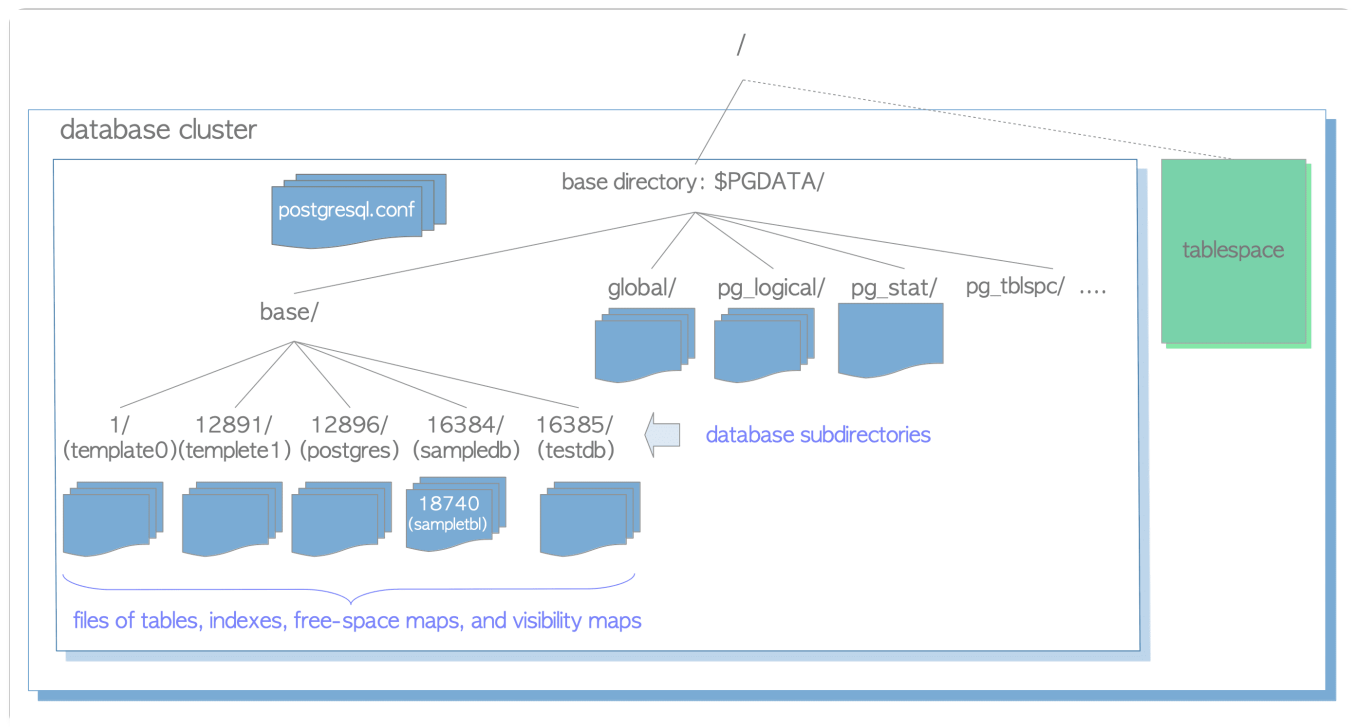 /
database cluster
base directory: $PGDATA/
postgresql.conf
tablespace
global/
pg_logical/
pg_stat/
pg_tblspc/ ....
base/
1/
(template0)
12891/
(templete1)
12896/
(postgres)
16384/
(sampledb)
16385/
(testdb)
database subdirectories
18740
(sampletbl)
files of tables, indexes, free-space maps, and visibility maps